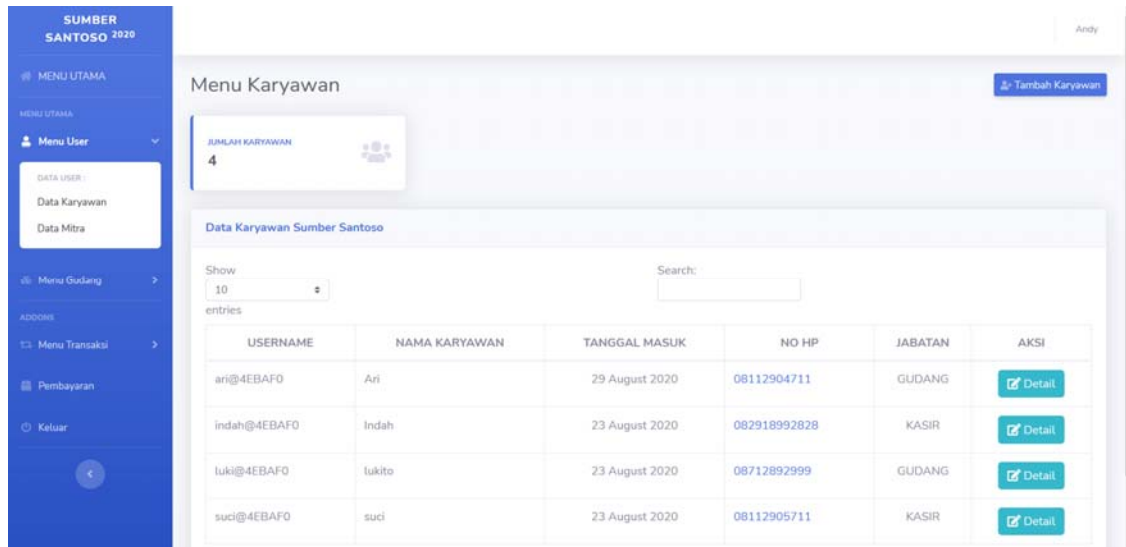 SUMBER
SANTOSO 2020
MENU UTAMA
MENU UTAMA
Menu User
DATA USER :
Data Karyawan
Data Mitra
Menu Gudang
ADDONS
Menu Transaksi
Pembayaran
Keluar
Andy
Menu Karyawan
Tambah Karyawan
JUMLAH KARYAWAN
4
Data Karyawan Sumber Santoso
Show
10
entries
Search:
USERNAME NAMA KARYAWAN TANGGAL MASUK NO HP JABATAN AKSI
ari@4EBAF0 Ari 29 August 2020 08112904711 GUDANG Detail
indah@4EBAF0 Indah 23 August 2020 082918992828 KASIR Detail
luki@4EBAF0 lukito 23 August 2020 08712892999 GUDANG Detail
suci@4EBAF0 suci 23 August 2020 08112905711 KASIR Detail